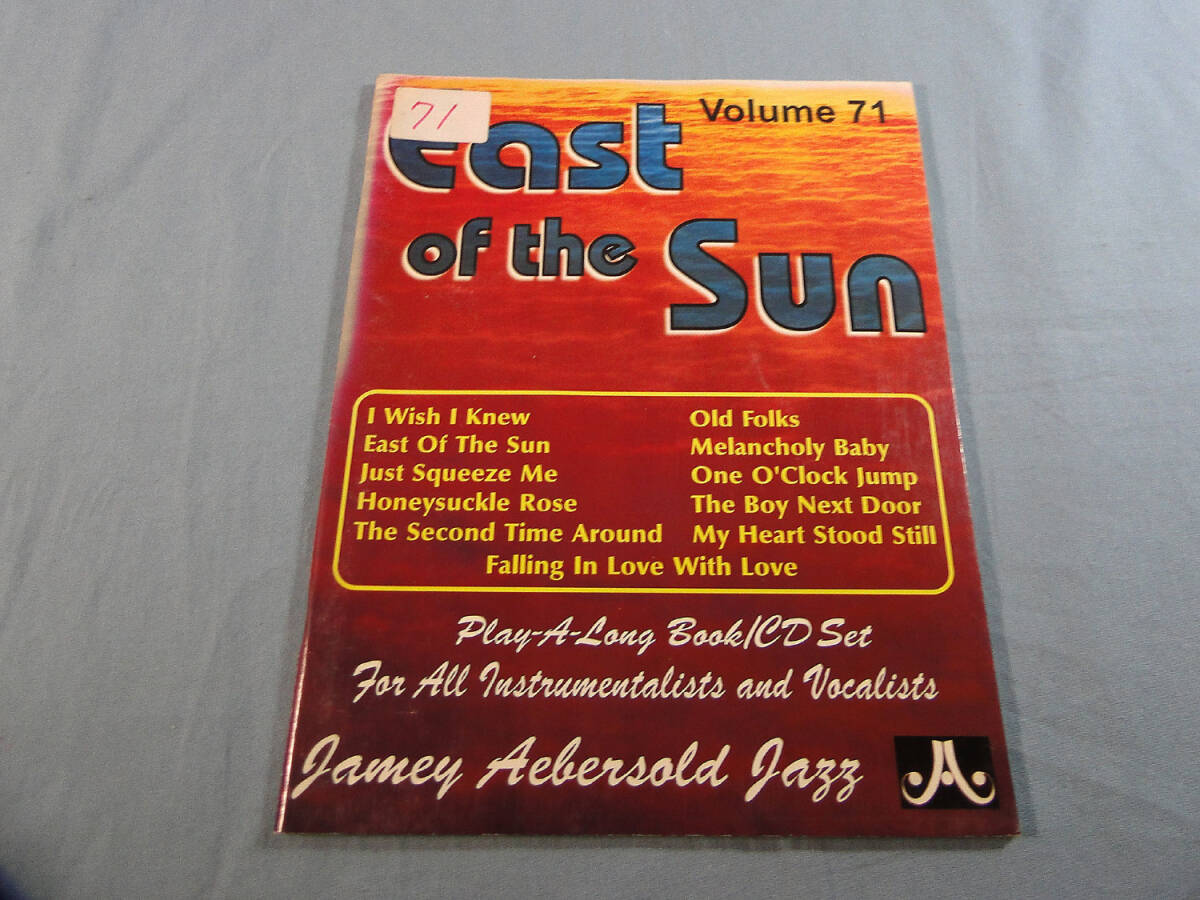 71
Volume 71
East
of the Sun
I Wish I Knew
East Of The Sun
Just Squeeze Me
Honeysuckle Rose
The Second Time Around
Old Folks
Melancholy Baby
One O'Clock Jump
The Boy Next Door
My Heart Stood Still
Falling In Love With Love
Play-A-Long Book/CD Set
For All Instrumentalists and Vocalists
Jamey Aebersold Jazz
JA